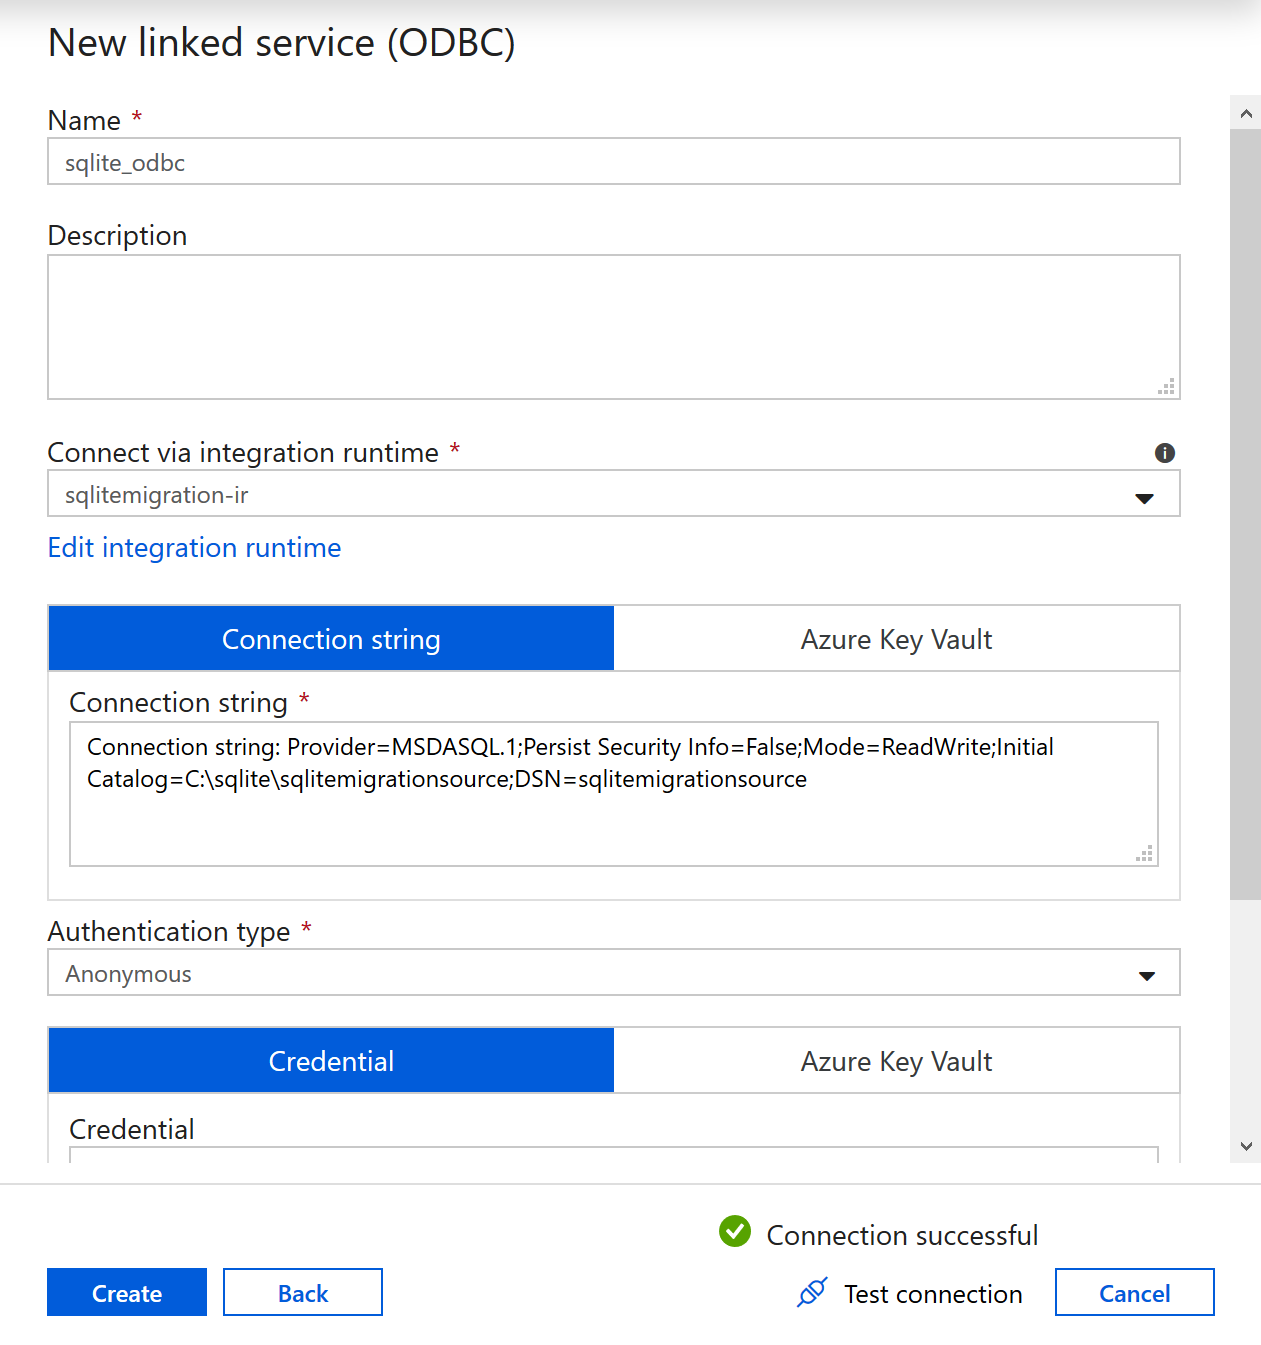 New linked service (ODBC)
Name *
sqlite_odbc
Description
Connect via integration runtime *
sqlitemigration-ir
Edit integration runtime
Connection string
Azure Key Vault
Connection string *
Connection string: Provider=MSDASQL.1;Persist Security Info=False;Mode=ReadWrite;Initial
Catalog=C:\sqlite\sqlitemigrationsource;DSN=sqlitemigrationsource
Authentication type *
Anonymous
Credential
Azure Key Vault
Credential
Connection successful
Create
Back
Test connection
Cancel